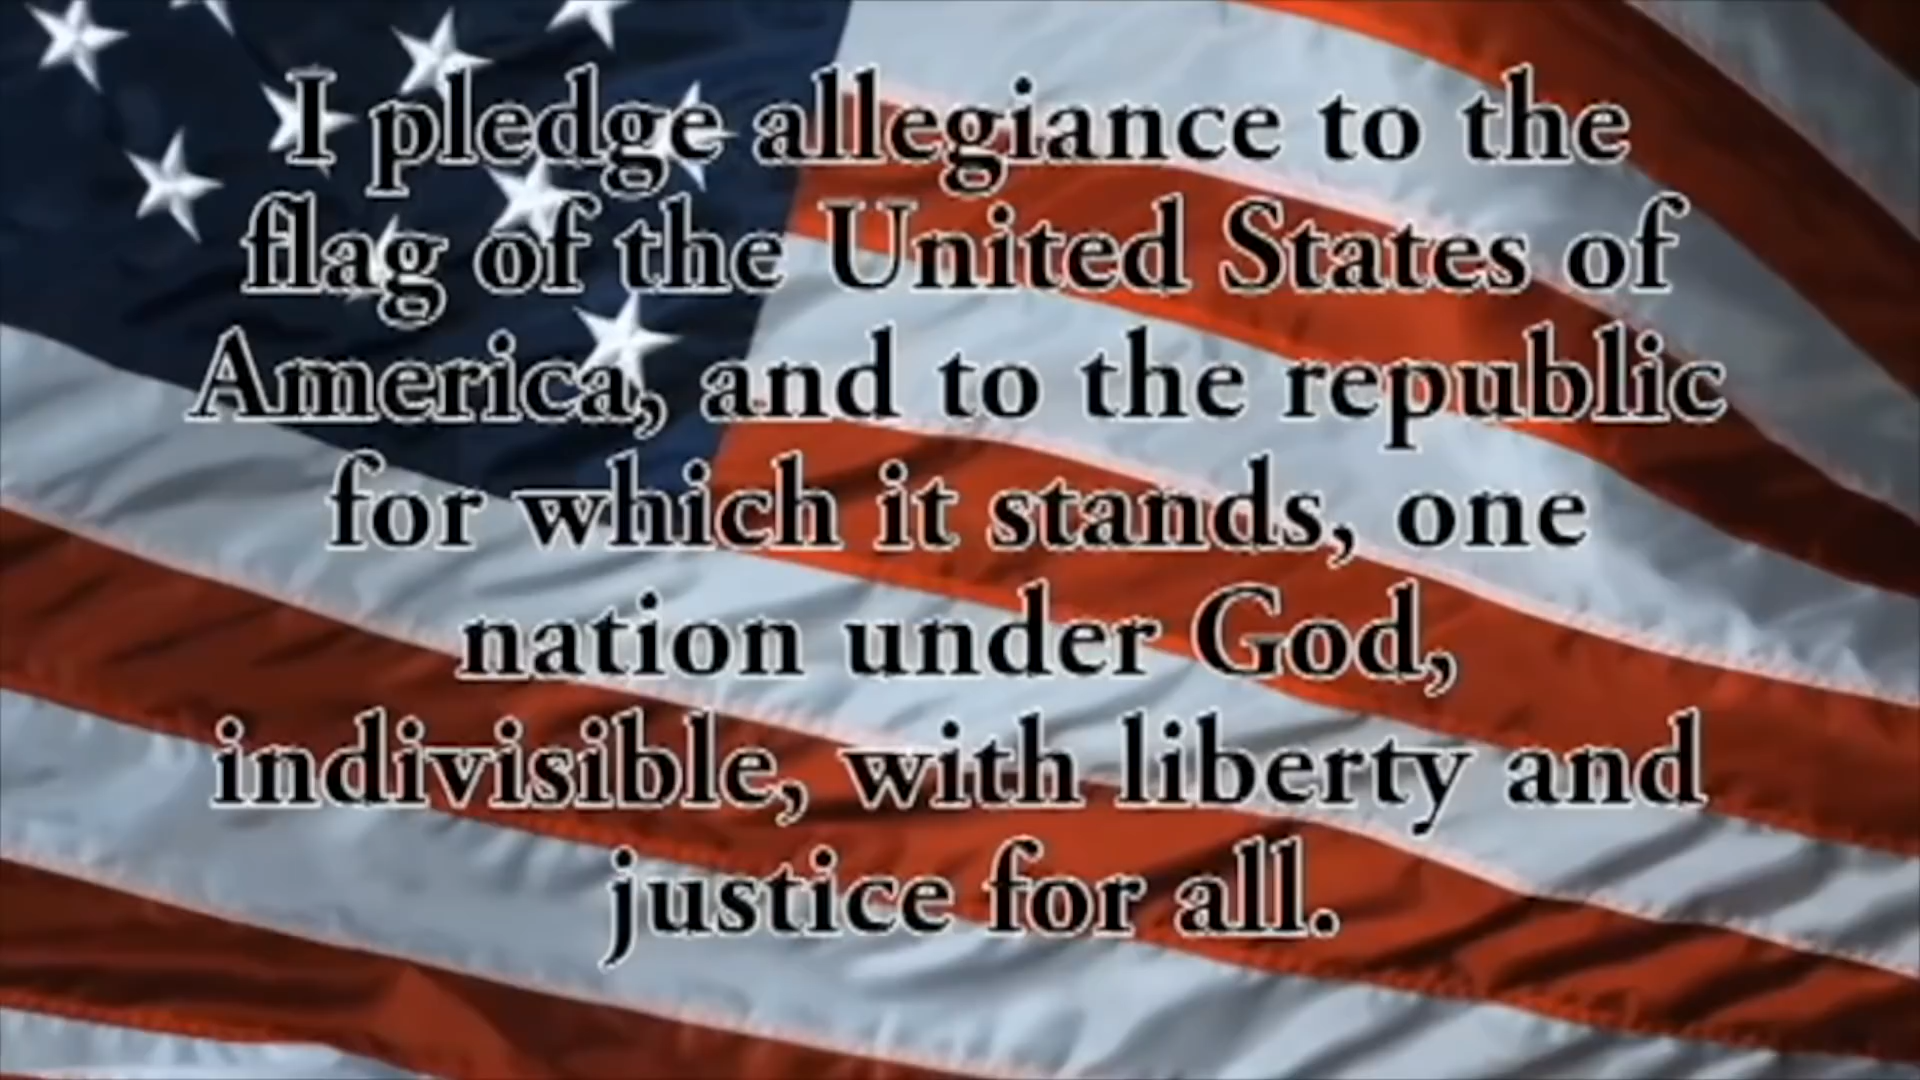 I pledge allegiance to the
flag of the United States of
America, and to the republic
for which it stands, one
nation under God,
indivisible, with liberty and
justice for all.